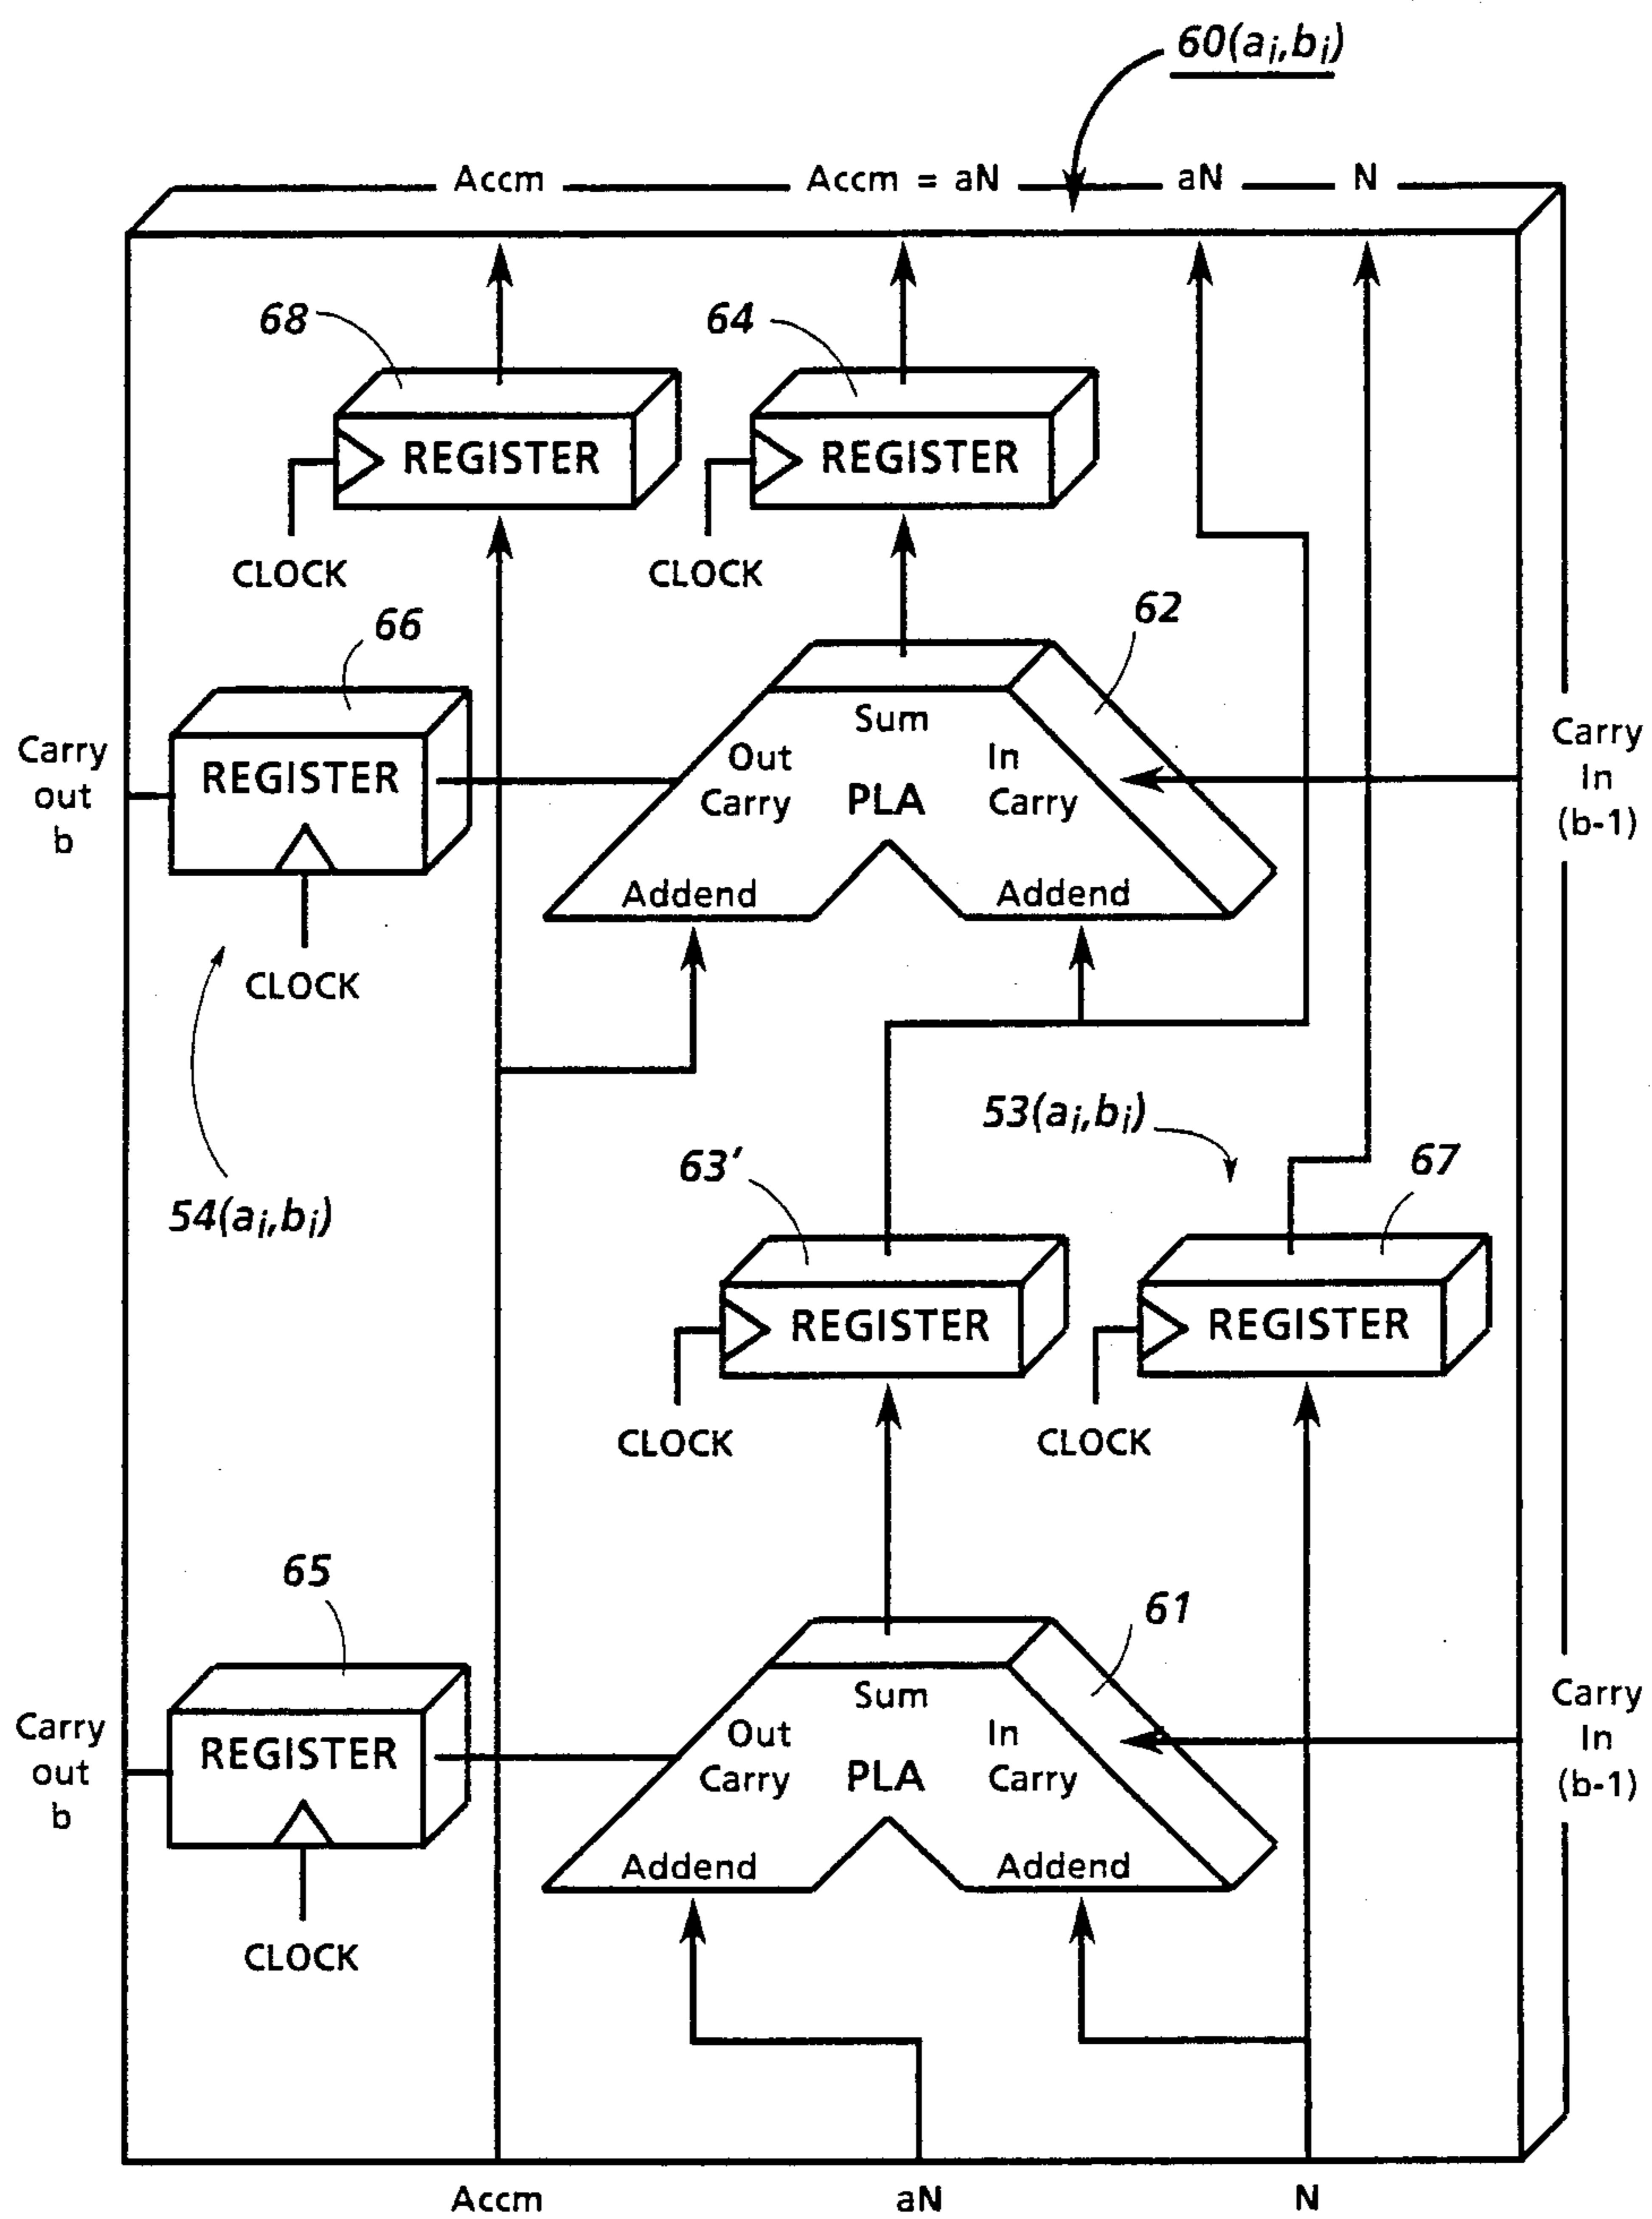 60(ai,bi)
Accm
Accm = aN
aN
N
68
64
REGISTER
REGISTER
CLOCK
CLOCK
62
66
Sum
Out
Carry
PLA
In
Carry
Addend
Addend
REGISTER
CLOCK
Carry
out
b
Carry
In
(b-1)
54(ai,bi)
53(ai,bi)
63'
67
REGISTER
REGISTER
CLOCK
CLOCK
65
61
Sum
Out
Carry
PLA
In
Carry
Addend
Addend
REGISTER
CLOCK
Carry
out
b
Carry
In
(b-1)
Accm
aN
N